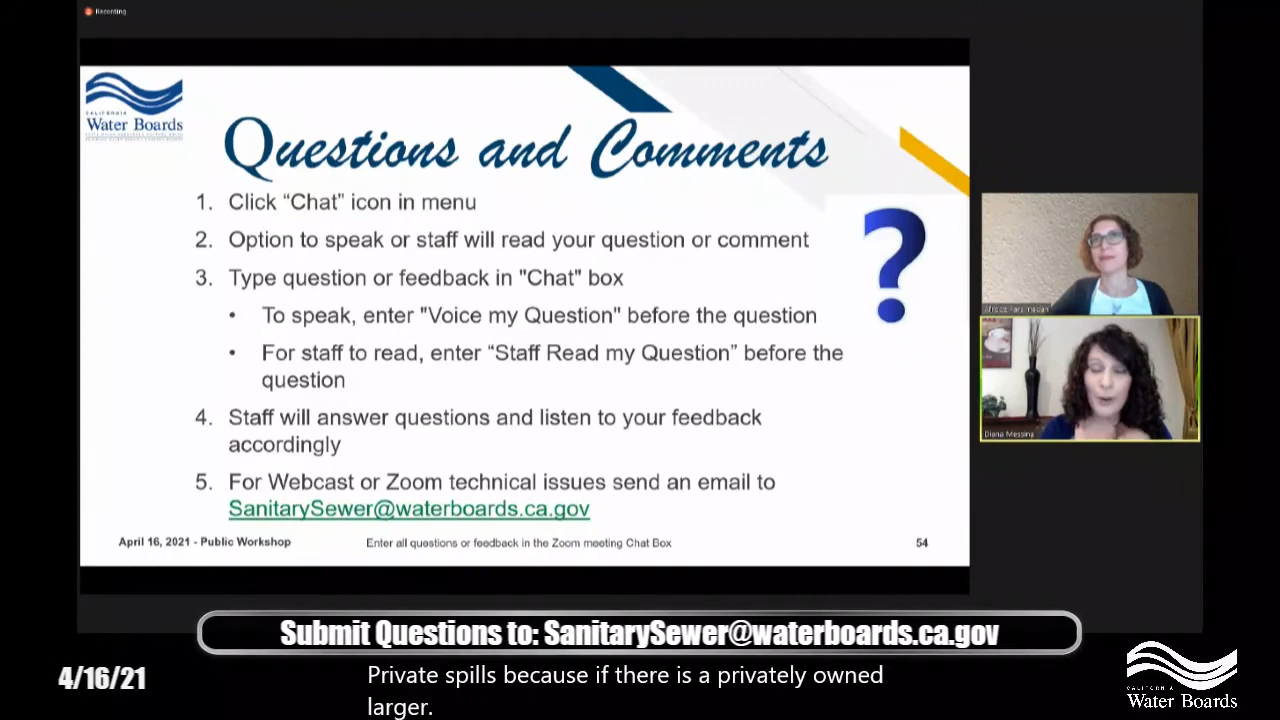 Recording
CALIFORNIA
Water Boards
Questions and Comments
1. Click “Chat” icon in menu
2. Option to speak or staff will read your question or comment
3. Type question or feedback in "Chat" box
• To speak, enter "Voice my Question" before the question
• For staff to read, enter “Staff Read my Question” before the
question
4. Staff will answer questions and listen to your feedback
accordingly
5. For Webcast or Zoom technical issues send an email to
SanitarySewer@waterboards.ca.gov
?
April 16, 2021 - Public Workshop
Enter all questions or feedback in the Zoom meeting Chat Box
54
Diana Messina
Submit Questions to: SanitarySewer@waterboards.ca.gov
4/16/21
Private spills because if there is a privately owned
larger.
CALIFORNIA
Water Boards